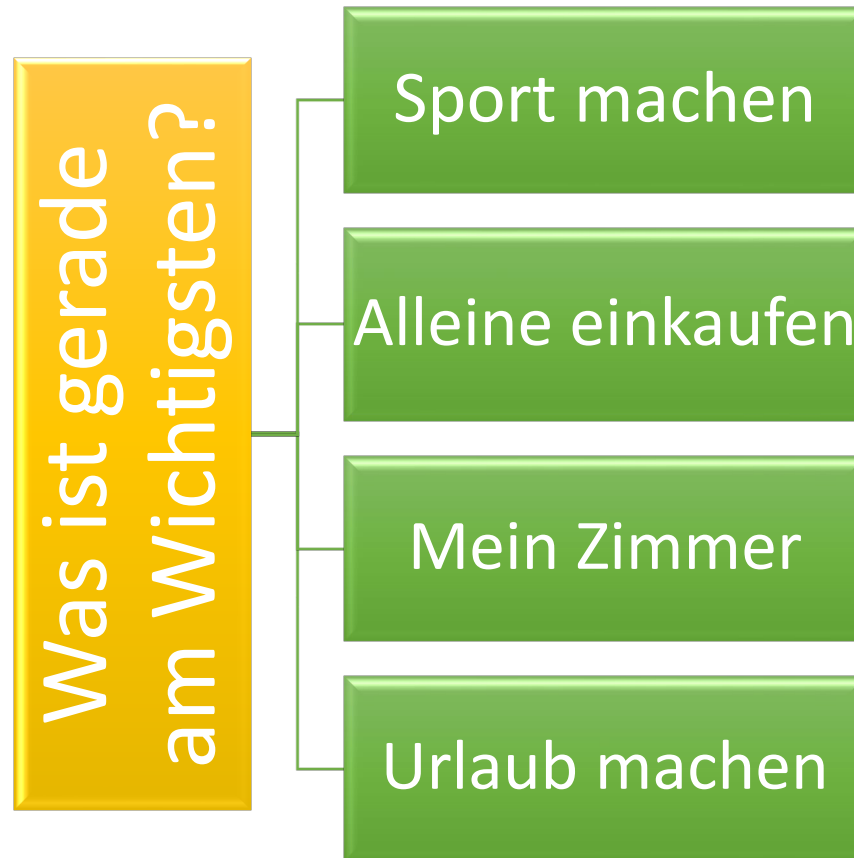 Was ist gerade
am Wichtigsten?
Sport machen
Alleine einkaufen
Mein Zimmer
Urlaub machen